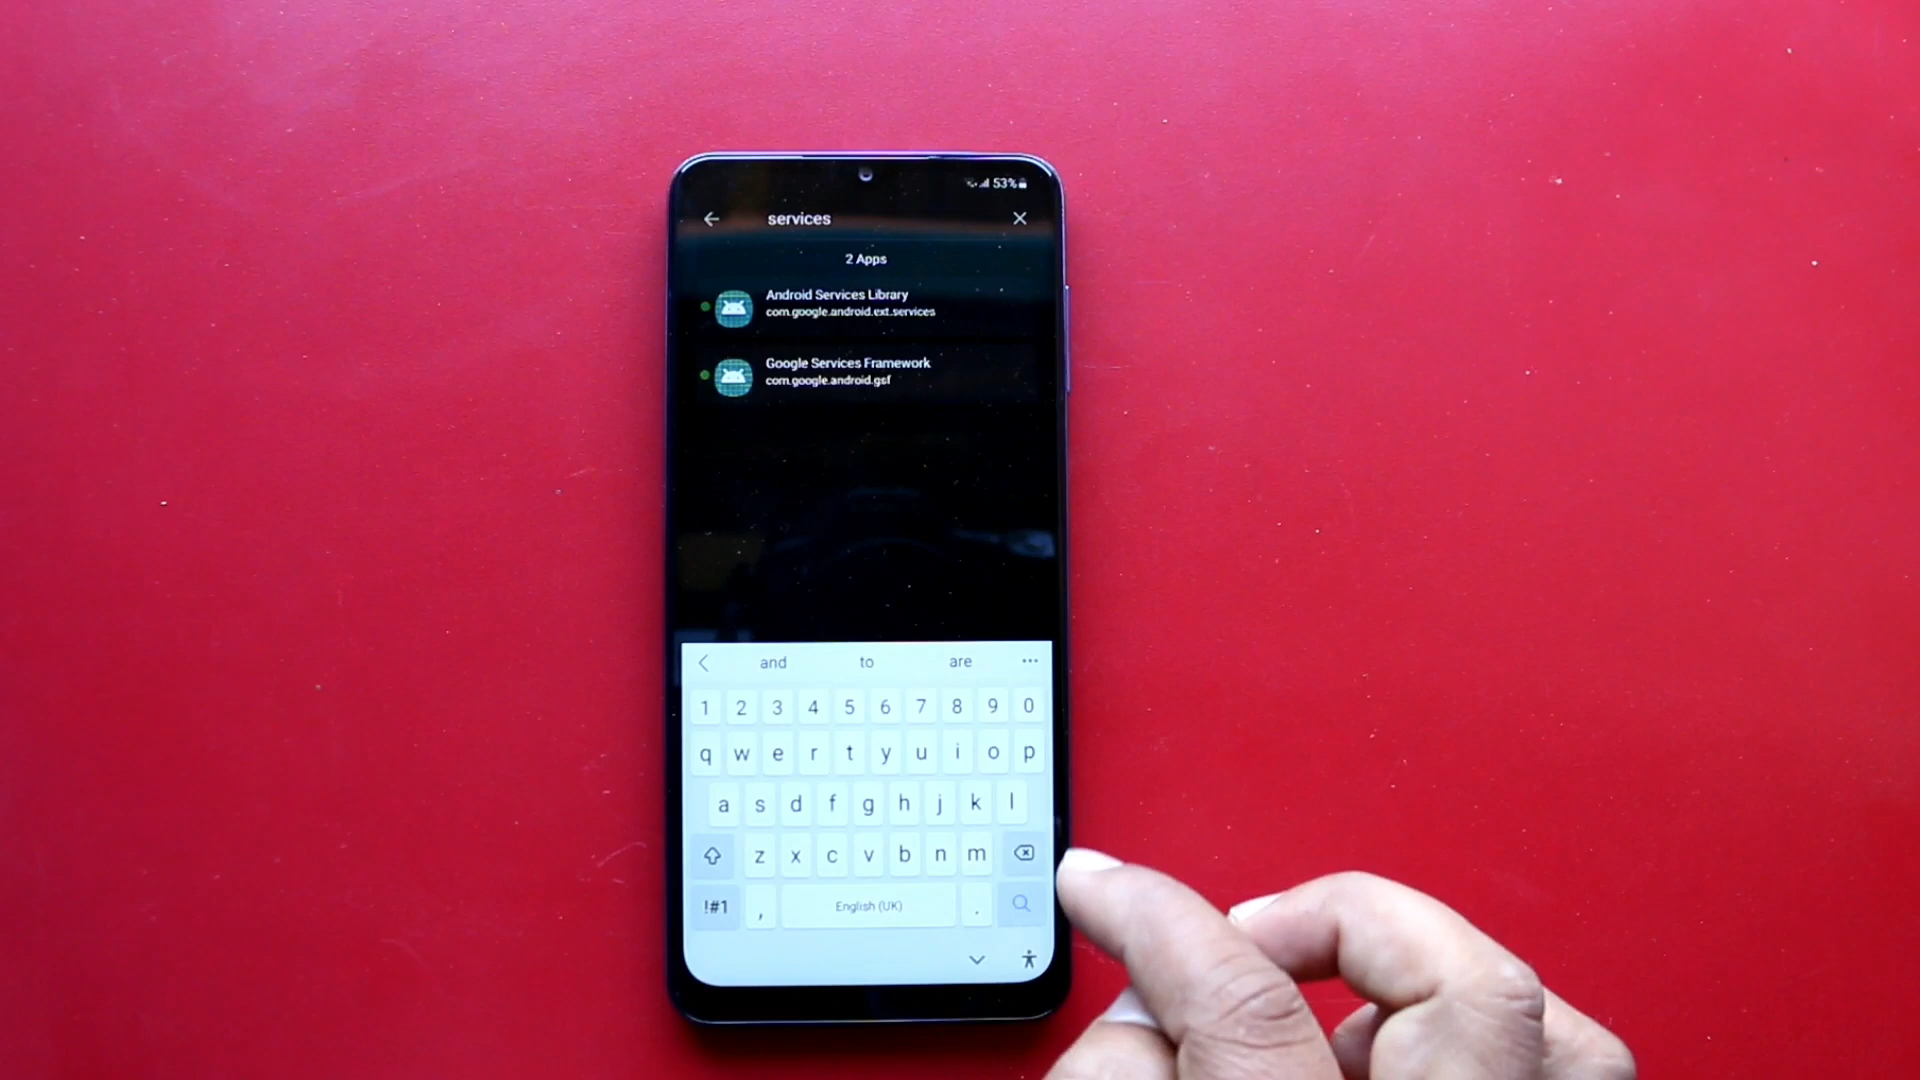 53%
services
2 Apps
Android Services Library
com.google.android.ext.services
Google Services Framework
com.google.android.gsf
and to are
1 2 3 4 5 6 7 8 9 0
q w e r t y u i o p
a s d f g h j k l
z x c v b n m
!#1 , English (UK) .